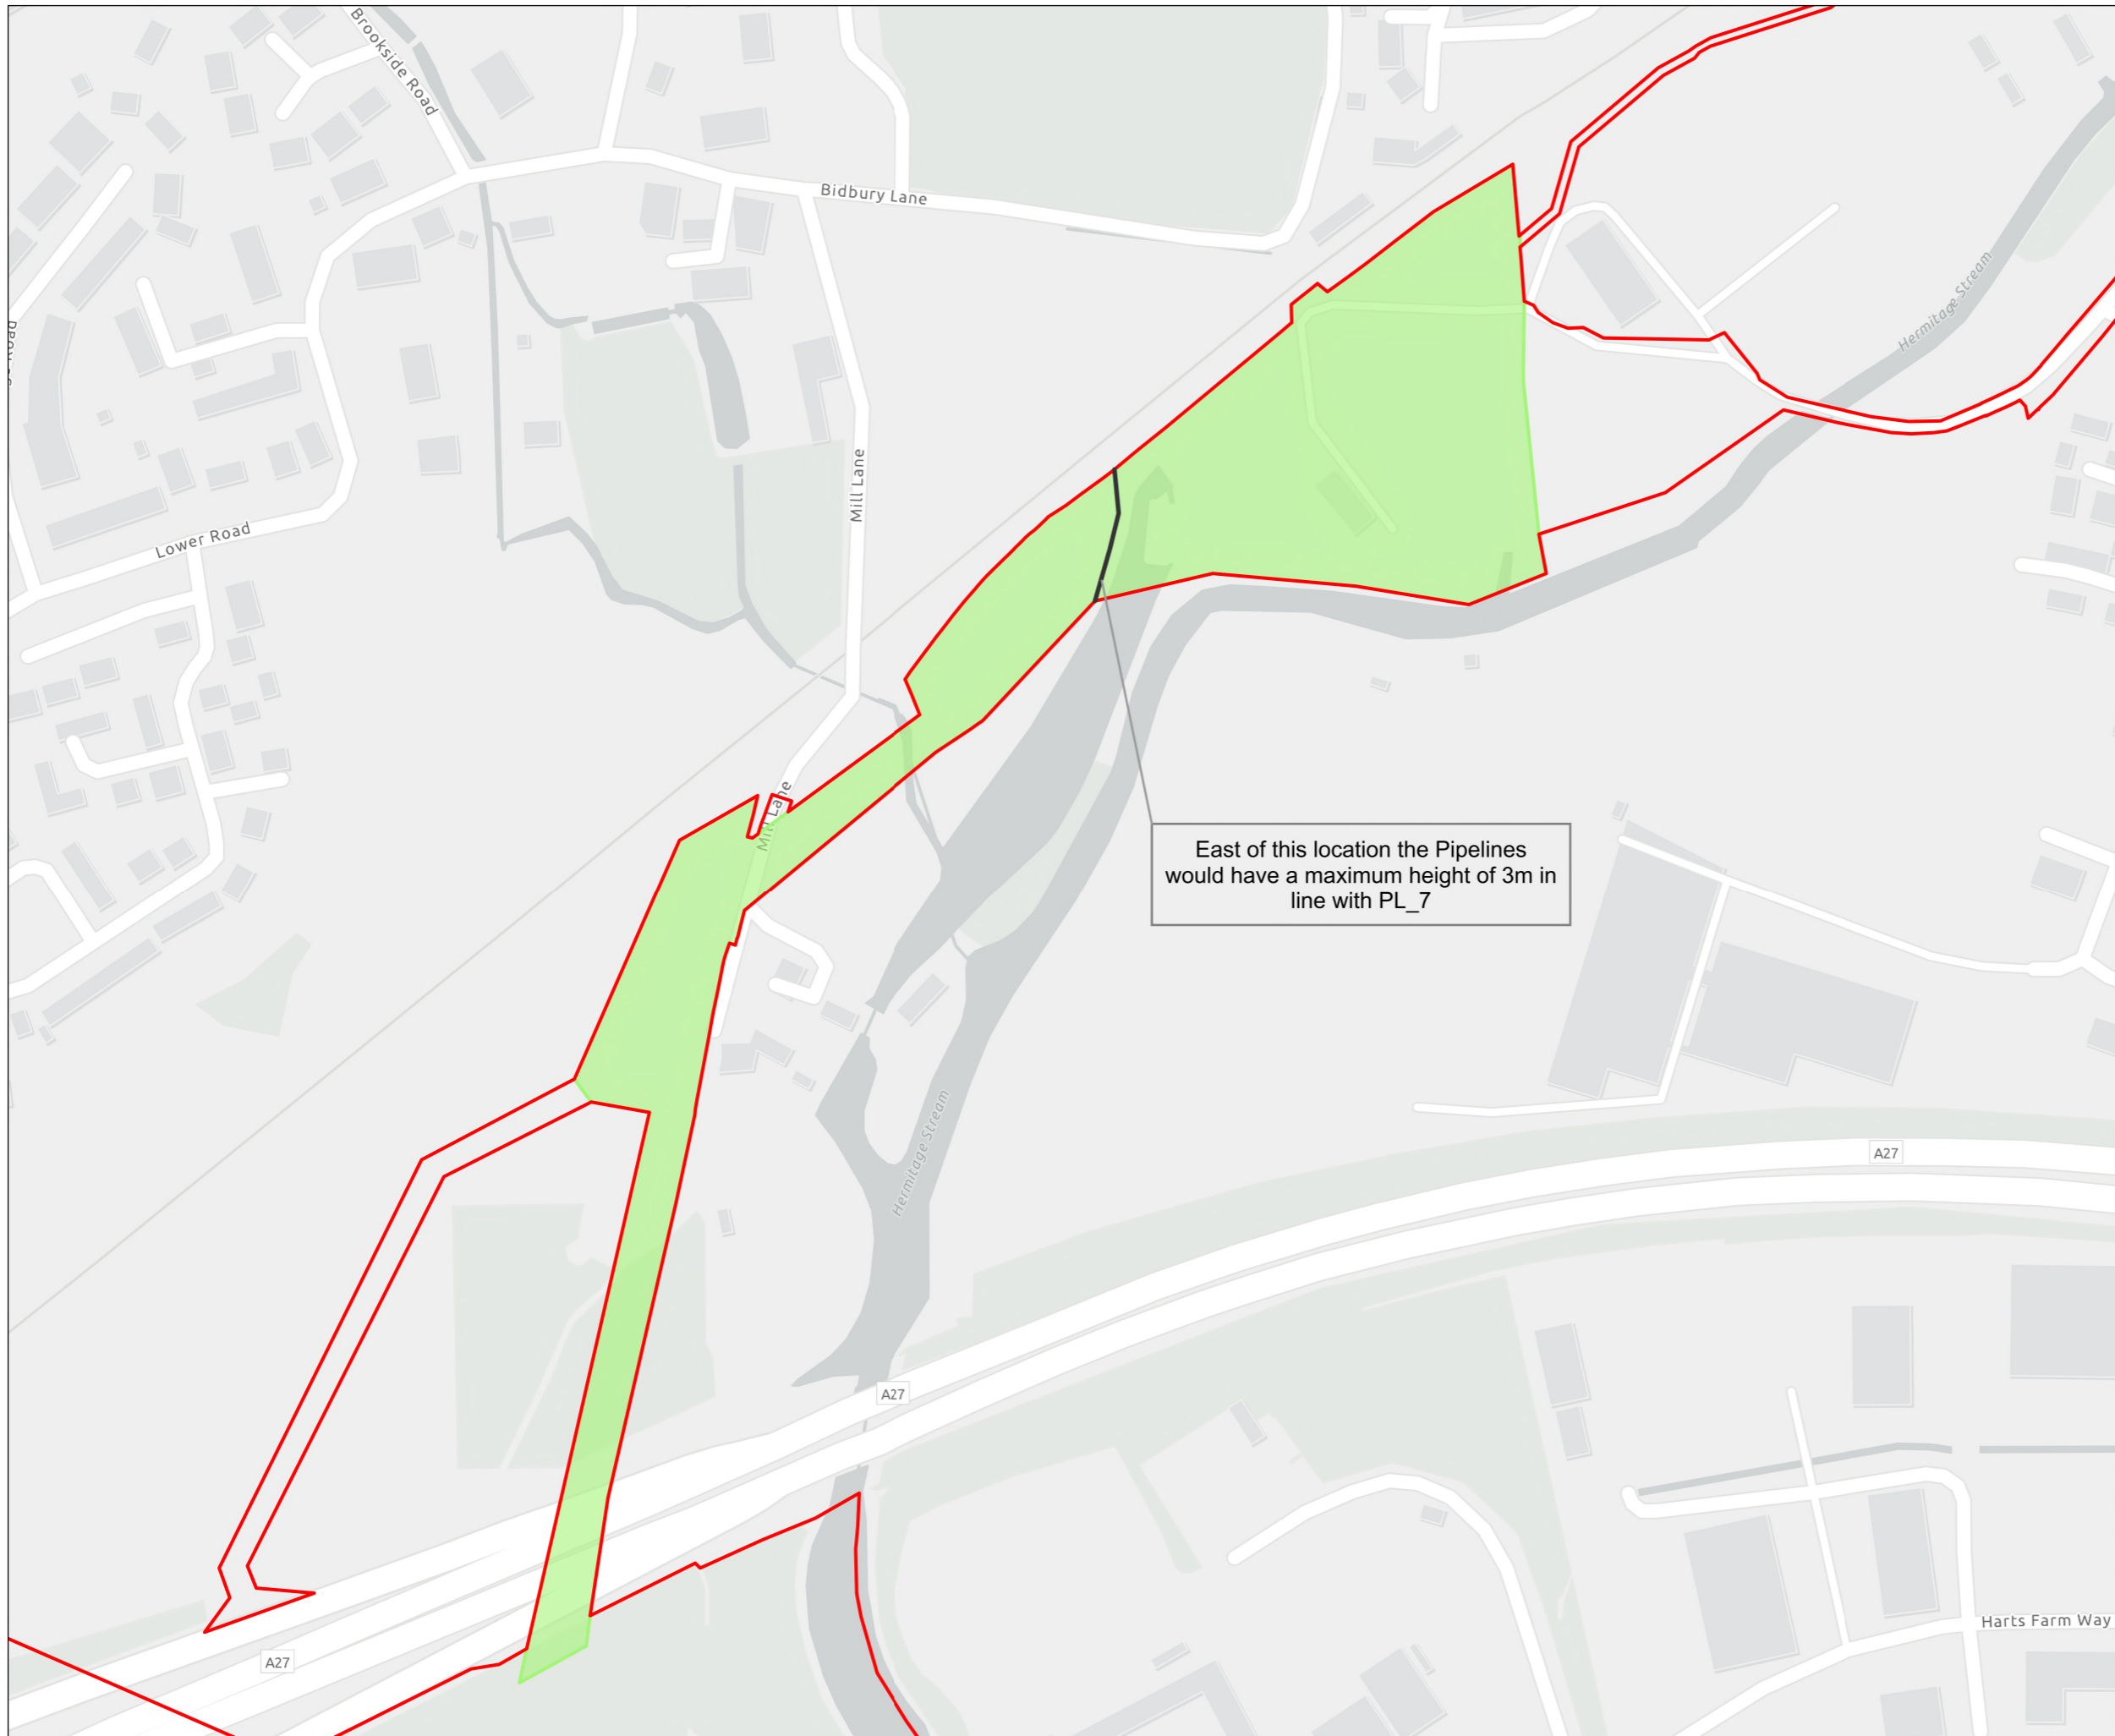 Brookside Road
Bidbury Lane
Hermitage Stream
Mill Lane
Lower Road
Mill Lane
East of this location the Pipelines
would have a maximum height of 3m in
line with PL_7
Hermitage Stream
A27
A27
Harts Farm Way
A27